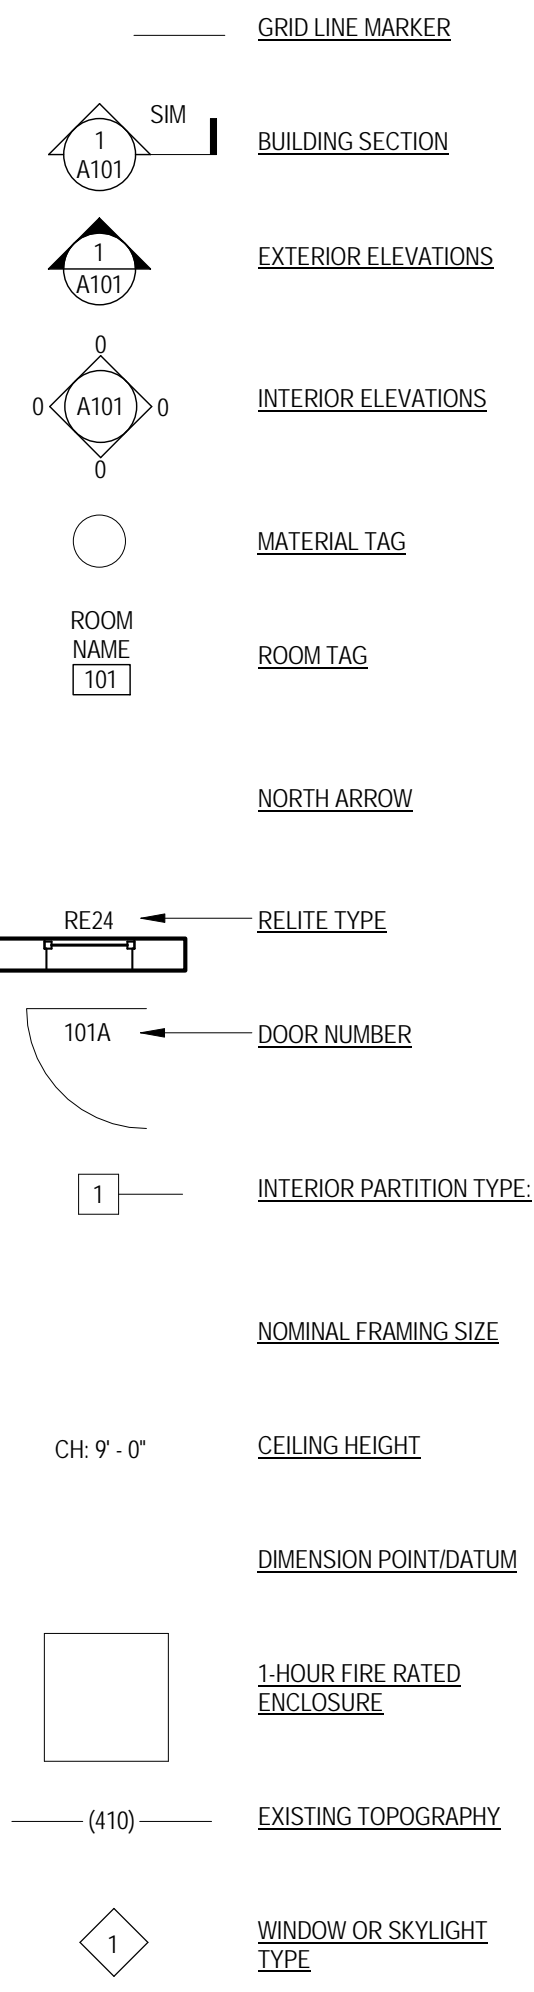 GRID LINE MARKER
SIM
1
A101
BUILDING SECTION
1
A101
EXTERIOR ELEVATIONS
0
0 A101 0
0
INTERIOR ELEVATIONS
MATERIAL TAG
ROOM
NAME
101
ROOM TAG
NORTH ARROW
RE24
RELITE TYPE
101A
DOOR NUMBER
1
INTERIOR PARTITION TYPE:
NOMINAL FRAMING SIZE
CH: 9' - 0"
CEILING HEIGHT
DIMENSION POINT/DATUM
1-HOUR FIRE RATED
ENCLOSURE
(410)
EXISTING TOPOGRAPHY
1
WINDOW OR SKYLIGHT
TYPE